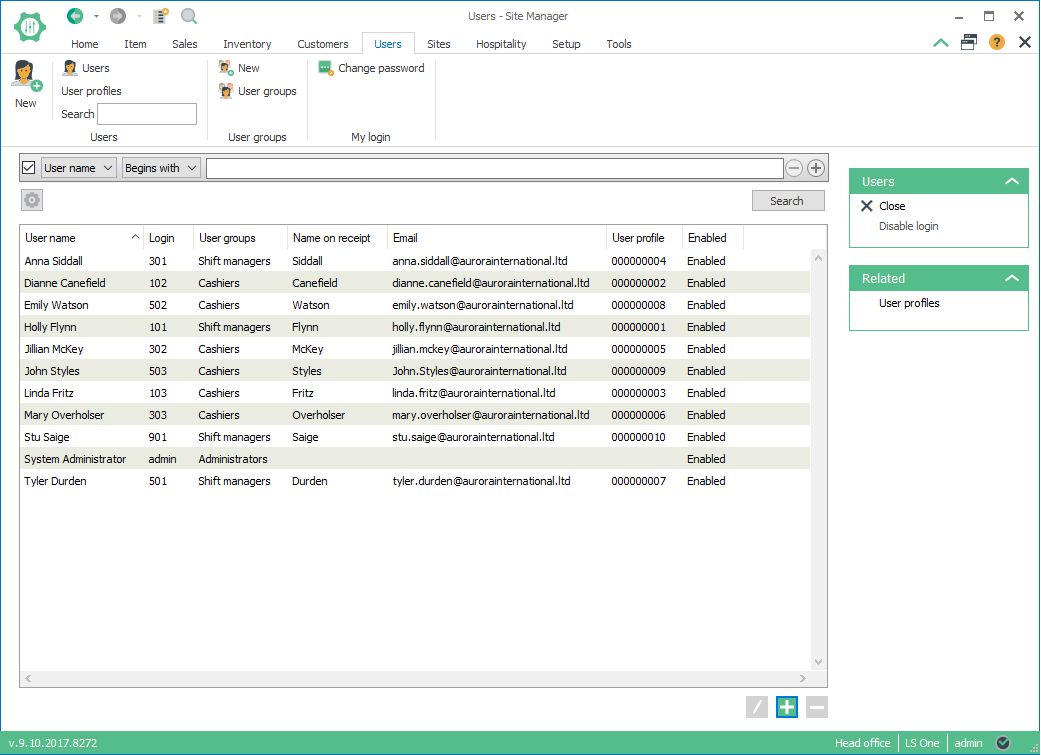 Users - Site Manager
Home Item Sales Inventory Customers Users Sites Hospitality Setup Tools
?
New
Users
User profiles
Search
Users
New
User groups
User groups
Change password
My login
User name Begins with
Search
User name Login User groups Name on receipt Email User profile Enabled
Anna Siddall 301 Shift managers Siddall anna.siddall@aurorainternational.ltd 000000004 Enabled
Dianne Canefield 102 Cashiers Canefield dianne.canefield@aurorainternational.ltd 000000002 Enabled
Emily Watson 502 Cashiers Watson emily.watson@aurorainternational.ltd 000000008 Enabled
Holly Flynn 101 Shift managers Flynn holly.flynn@aurorainternational.ltd 000000001 Enabled
Jillian McKey 302 Cashiers McKey jillian.mckey@aurorainternational.ltd 000000005 Enabled
John Styles 503 Cashiers Styles John.Styles@aurorainternational.ltd 000000009 Enabled
Linda Fritz 103 Cashiers Fritz linda.fritz@aurorainternational.ltd 000000003 Enabled
Mary Overholser 303 Cashiers Overholser mary.overholser@aurorainternational.ltd 000000006 Enabled
Stu Saige 901 Shift managers Saige stu.saige@aurorainternational.ltd 000000010 Enabled
System Administrator admin Administrators Enabled
Tyler Durden 501 Shift managers Durden tyler.durden@aurorainternational.ltd 000000007 Enabled
Users
Close
Disable login
Related
User profiles
v.9.10.2017.8272 Head office LS One admin